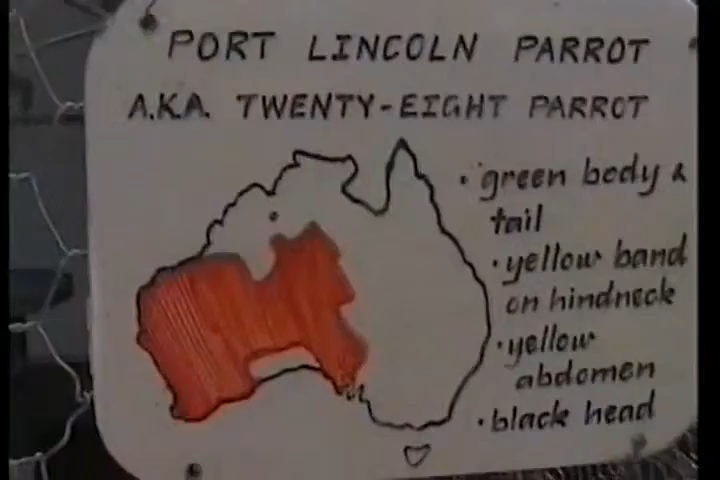 PORT LINCOLN PARROT
A.K.A. TWENTY-EIGHT PARROT
• green body &
tail
• yellow band
on hindneck
• yellow
abdomen
• black head